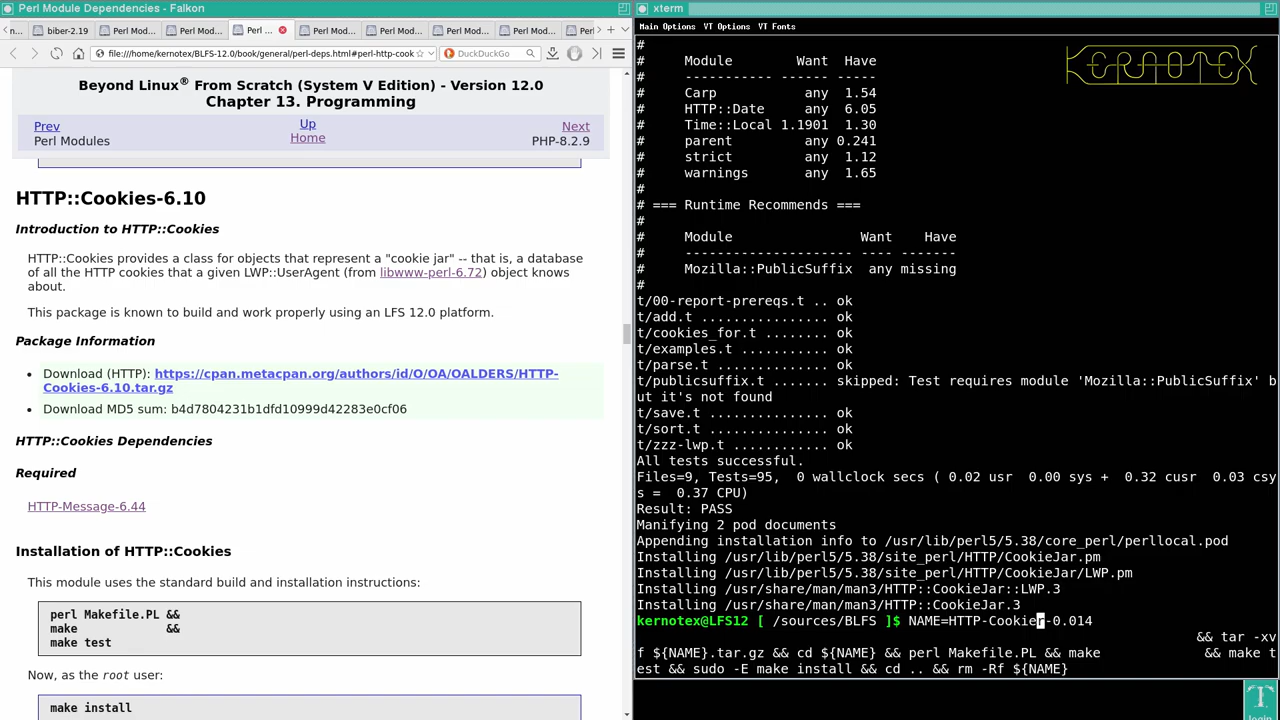 Perl Module Dependencies - Falkon
n...
biber-2.19
Perl Mod
Perl Mod
Perl ...
Perl Mod
Perl Mod
Perl Mod
Perl Mod
Perl
file:///home/kernotex/BLFS-12.0/book/general/perl-deps.html#perl-http-cook
DuckDuckGo
Beyond Linux® From Scratch (System V Edition) - Version 12.0
Chapter 13. Programming
Prev
Up
Next
Perl Modules
Home
PHP-8.2.9
HTTP::Cookies-6.10
Introduction to HTTP::Cookies
HTTP::Cookies provides a class for objects that represent a "cookie jar" -- that is, a database
of all the HTTP cookies that a given LWP::UserAgent (from libwww-perl-6.72) object knows
about.
This package is known to build and work properly using an LFS 12.0 platform.
Package Information
• Download (HTTP): https://cpan.metacpan.org/authors/id/O/OA/OALDERS/HTTP-
Cookies-6.10.tar.gz
• Download MD5 sum: b4d7804231b1dfd10999d42283e0cf06
HTTP::Cookies Dependencies
Required
HTTP-Message-6.44
Installation of HTTP::Cookies
This module uses the standard build and installation instructions:
perl Makefile.PL &&
make             &&
make test
Now, as the root user:
make install
xterm
Main Options  VT Options  VT Fonts
KERNOTEX
#
#     Module         Want   Have
#     ----------- ------ -----
#     Carp            any   1.54
#     HTTP::Date      any   6.05
#     Time::Local 1.1901   1.30
#     parent          any 0.241
#     strict          any   1.12
#     warnings        any   1.65
#
# === Runtime Recommends ===
#
#     Module                Want    Have
#     --------------------- ---- -------
#     Mozilla::PublicSuffix  any missing
#
t/00-report-prereqs.t .. ok
t/add.t ................ ok
t/cookies_for.t ........ ok
t/examples.t ........... ok
t/parse.t .............. ok
t/publicsuffix.t ....... skipped: Test requires module 'Mozilla::PublicSuffix' b
ut it's not found
t/save.t ............... ok
t/sort.t ............... ok
t/zzz-lwp.t ............ ok
All tests successful.
Files=9, Tests=95,  0 wallclock secs ( 0.02 usr  0.00 sys +  0.32 cusr  0.03 csy
s =  0.37 CPU)
Result: PASS
Manifying 2 pod documents
Appending installation info to /usr/lib/perl5/5.38/core_perl/perllocal.pod
Installing /usr/lib/perl5/5.38/site_perl/HTTP/CookieJar.pm
Installing /usr/lib/perl5/5.38/site_perl/HTTP/CookieJar/LWP.pm
Installing /usr/share/man/man3/HTTP::CookieJar::LWP.3
Installing /usr/share/man/man3/HTTP::CookieJar.3
kernotex@LFS12 [ /sources/BLFS ]$ NAME=HTTP-Cookier-0.014
&& tar -xv
f ${NAME}.tar.gz && cd ${NAME} && perl Makefile.PL && make             && make t
est && sudo -E make install && cd .. && rm -Rf ${NAME}
login